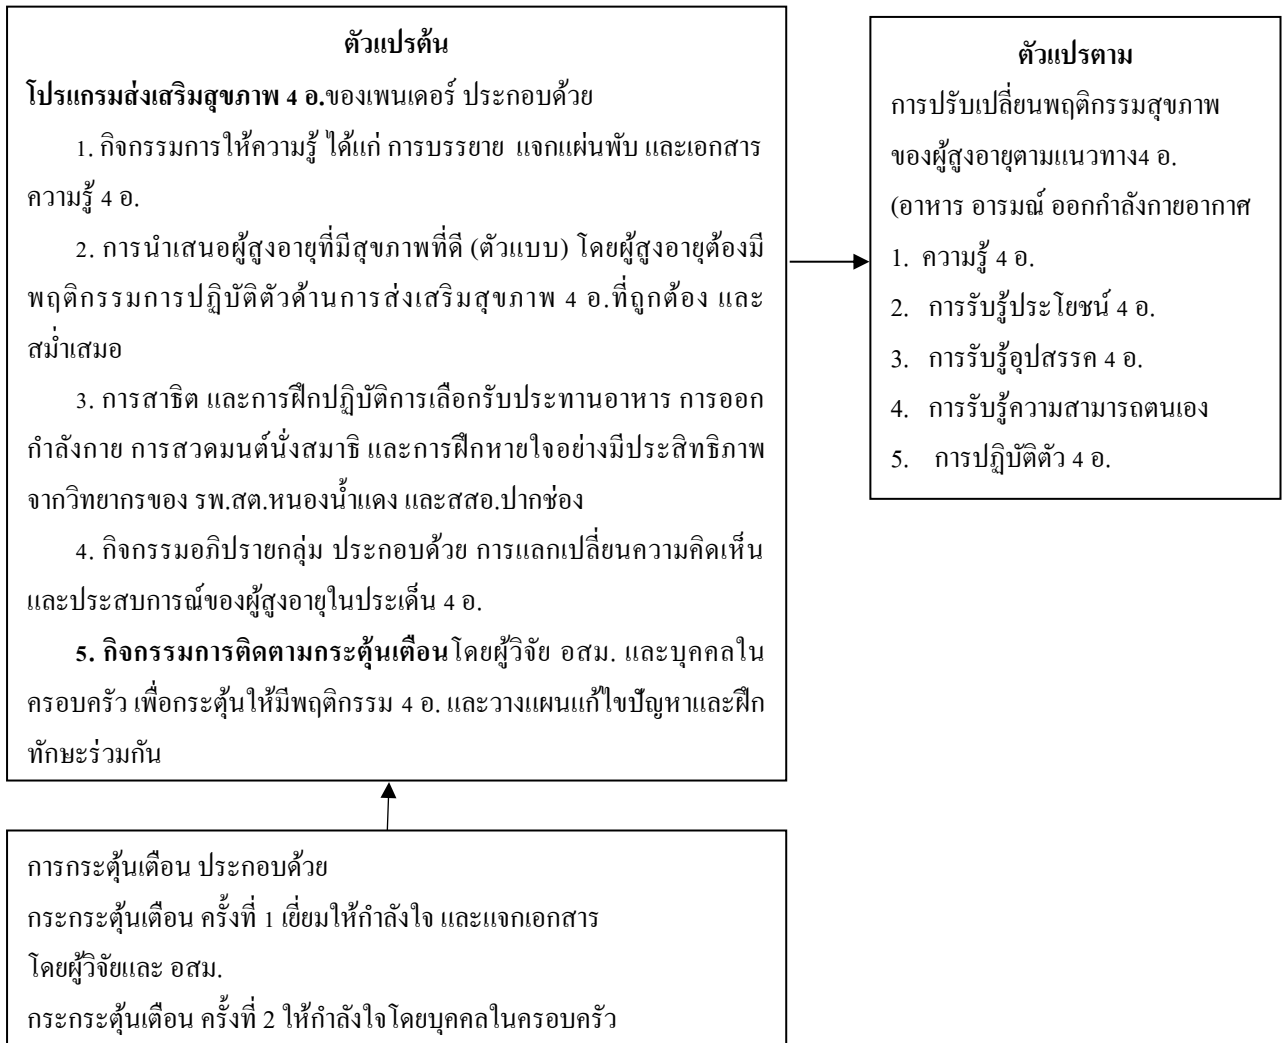 ตัวแปรต้น
โปรแกรมส่งเสริมสุขภาพ 4 อ.ของเพนเดอร์ ประกอบด้วย
1. กิจกรรมการให้ความรู้ ได้แก่ การบรรยาย แจกแผ่นพับ และเอกสาร
ความรู้ 4 อ.
2. การนำเสนอผู้สูงอายุที่มีสุขภาพที่ดี (ตัวแบบ) โดยผู้สูงอายุต้องมี
พฤติกรรมการปฏิบัติตัวด้านการส่งเสริมสุขภาพ 4 อ.ที่ถูกต้อง และ
สม่ำเสมอ
3. การสาธิต และการฝึกปฏิบัติการเลือกรับประทานอาหาร การออก
กำลังกาย การสวดมนต์นั่งสมาธิ และการฝึกหายใจอย่างมีประสิทธิภาพ
จากวิทยากรของ รพ.สต.หนองน้ำแดง และสสอ.ปากช่อง
4. กิจกรรมอภิปรายกลุ่ม ประกอบด้วย การแลกเปลี่ยนความคิดเห็น
และประสบการณ์ของผู้สูงอายุในประเด็น 4 อ.
5. กิจกรรมการติดตามกระตุ้นเตือนโดยผู้วิจัย อสม. และบุคคลใน
ครอบครัว เพื่อกระตุ้นให้มีพฤติกรรม 4 อ. และวางแผนแก้ไขปัญหาและฝึก
ทักษะร่วมกัน
ตัวแปรตาม
การปรับเปลี่ยนพฤติกรรมสุขภาพ
ของผู้สูงอายุตามแนวทาง4 อ.
(อาหาร อารมณ์ ออกกำลังกายอากาศ
1. ความรู้ 4 อ.
2. การรับรู้ประโยชน์ 4 อ.
3. การรับรู้อุปสรรค 4 อ.
4. การรับรู้ความสามารถตนเอง
5. การปฏิบัติตัว 4 อ.
การกระตุ้นเตือน ประกอบด้วย
กระกระตุ้นเตือน ครั้งที่ 1 เยี่ยมให้กำลังใจ และแจกเอกสาร
โดยผู้วิจัยและ อสม.
กระกระตุ้นเตือน ครั้งที่ 2 ให้กำลังใจโดยบุคคลในครอบครัว